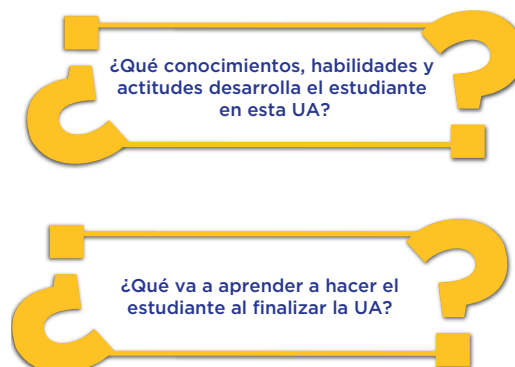 ¿Qué conocimientos, habilidades y
actitudes desarrolla el estudiante
en esta UA?
¿Qué va a aprender a hacer el
estudiante al finalizar la UA?